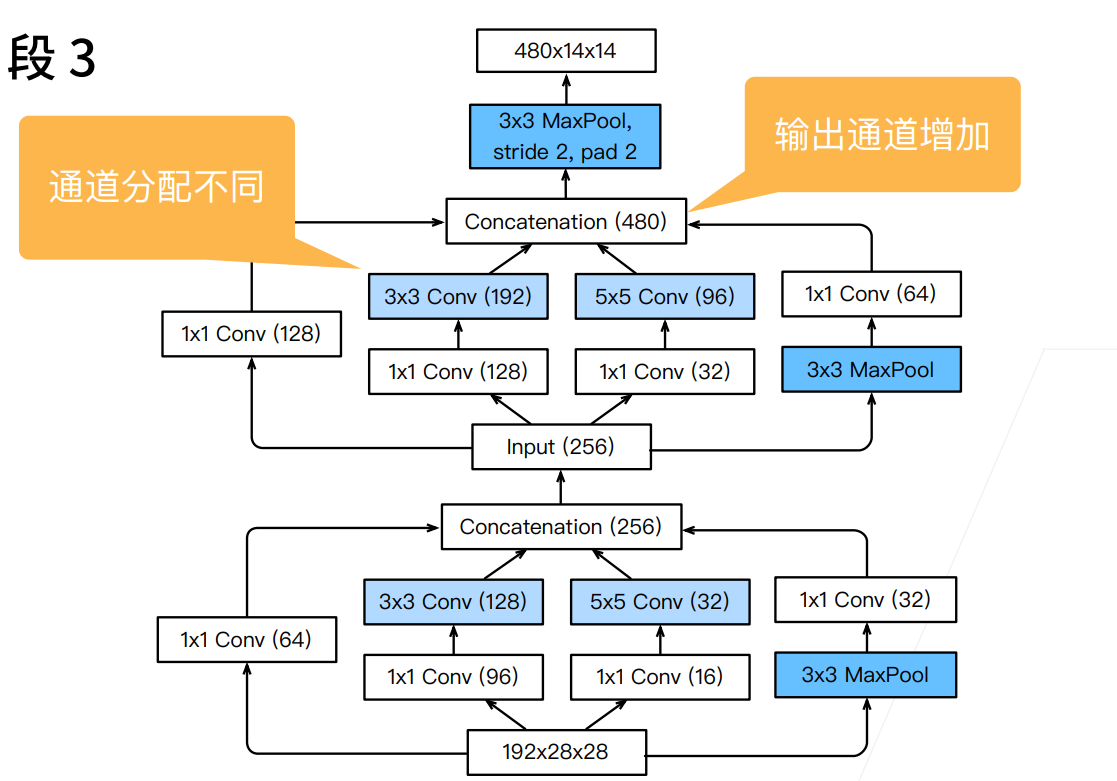 段 3
480x14x14
3x3 MaxPool,
stride 2, pad 2
输出通道增加
通道分配不同
Concatenation (480)
3x3 Conv (192)
5x5 Conv (96)
1x1 Conv (64)
1x1 Conv (128)
1x1 Conv (128)
1x1 Conv (32)
3x3 MaxPool
Input (256)
Concatenation (256)
3x3 Conv (128)
5x5 Conv (32)
1x1 Conv (32)
1x1 Conv (64)
1x1 Conv (96)
1x1 Conv (16)
3x3 MaxPool
192x28x28